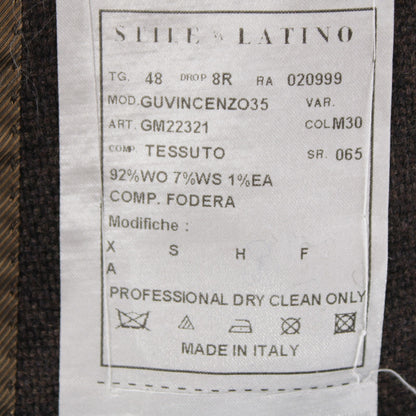 STILE LATINO
TG. 48 DROP 8R RA 020999
MOD. GUVINCENZO35 VAR.
ART. GM22321 COL M30
COMP. TESSUTO SR. 065
92%WO 7%WS 1%EA
COMP. FODERA
Modifiche :
X S H F
A
PROFESSIONAL DRY CLEAN ONLY
MADE IN ITALY